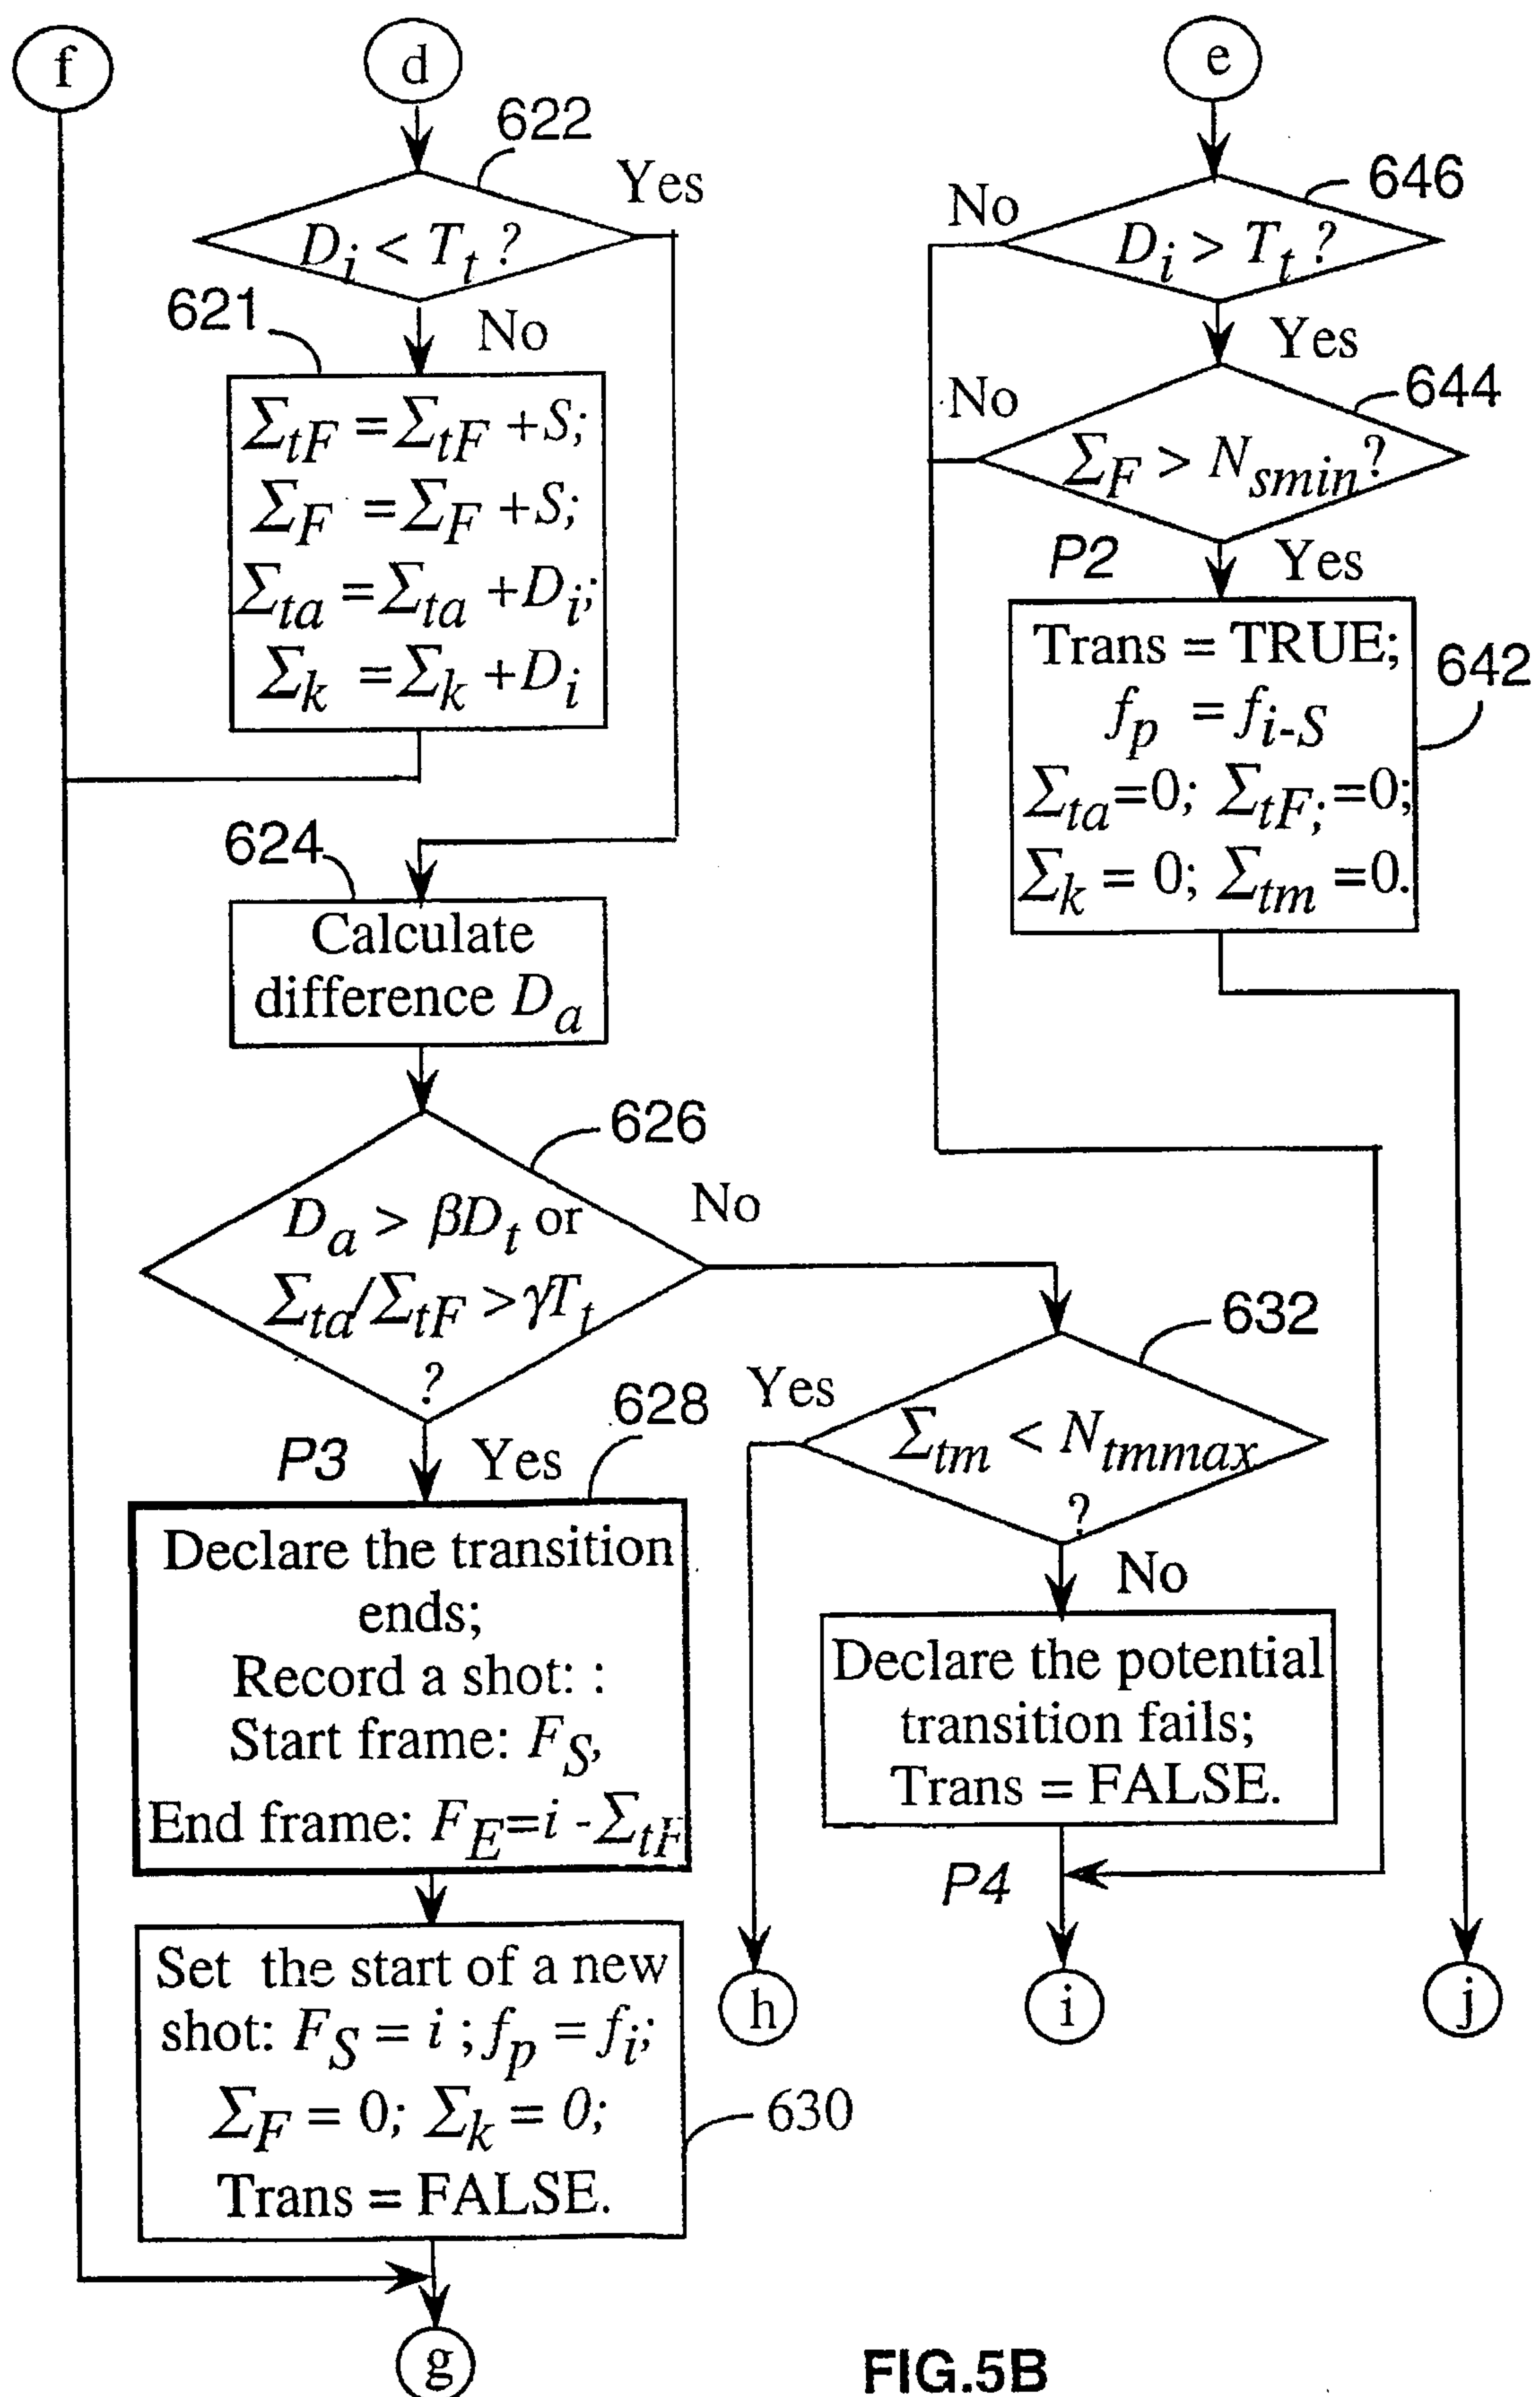 f
d
622
Yes
D_i < T_t ?
621
No
Σ_tF = Σ_tF + S;
Σ_F = Σ_F + S;
Σ_ta = Σ_ta + D_i;
Σ_k = Σ_k + D_i
624
Calculate
difference D_a
626
No
D_a > βD_t or
Σ_ta/Σ_tF > γT_t
?
628
P3
Yes
Declare the transition
ends;
Record a shot: :
Start frame: F_S,
End frame: F_E=i -Σ_tF
Set the start of a new
shot: F_S = i ; f_p = f_i;
Σ_F = 0; Σ_k = 0;
Trans = FALSE.
630
g
e
646
No
D_i > T_t ?
Yes
644
No
Σ_F > N_smin?
P2
Yes
Trans = TRUE;
f_p = f_i-S
Σ_ta=0; Σ_tF;=0;
Σ_k = 0; Σ_tm =0.
642
632
Yes
Σ_tm < N_tmmax
?
No
Declare the potential
transition fails;
Trans = FALSE.
P4
h
i
j
FIG.5B